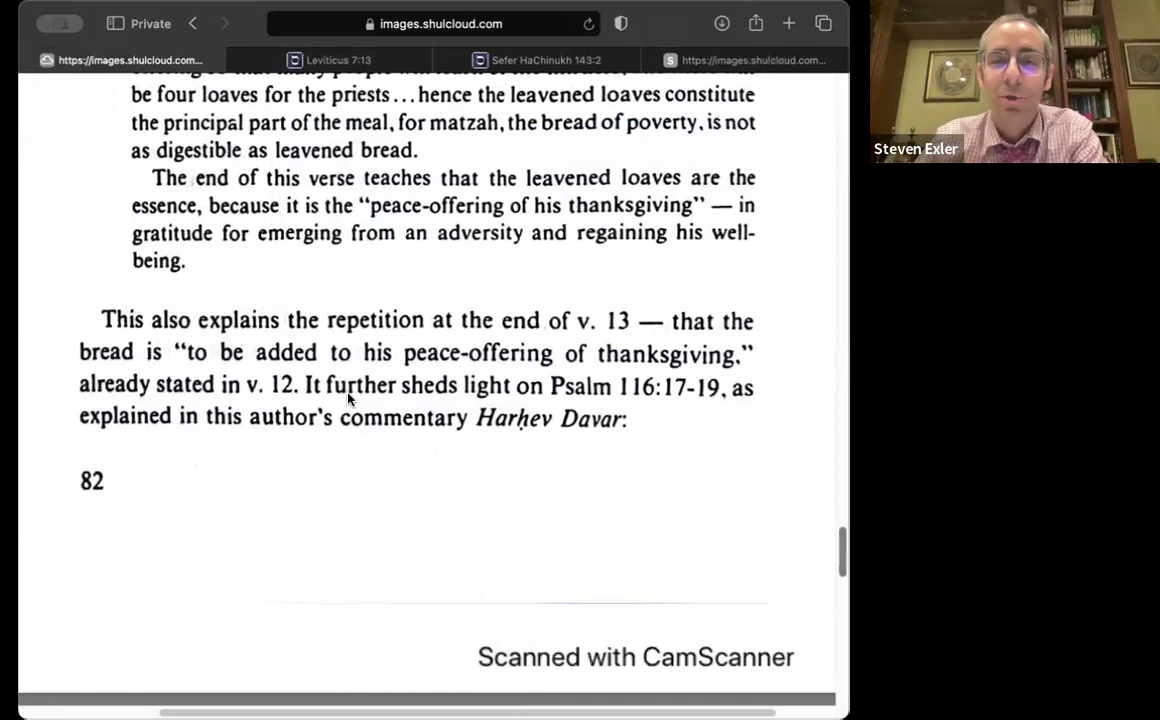 Private
images.shulcloud.com
https://images.shulcloud.com...
Leviticus 7:13
Sefer HaChinukh 143:2
S https://images.shulcloud.com...
be four loaves for the priests...hence the leavened loaves constitute
the principal part of the meal, for matzah, the bread of poverty, is not
as digestible as leavened bread.
The end of this verse teaches that the leavened loaves are the
essence, because it is the “peace-offering of his thanksgiving” — in
gratitude for emerging from an adversity and regaining his well-
being.
This also explains the repetition at the end of v. 13 — that the
bread is “to be added to his peace-offering of thanksgiving,”
already stated in v. 12. It further sheds light on Psalm 116:17-19, as
explained in this author's commentary Harḥev Davar:
82
Scanned with CamScanner
Steven Exler